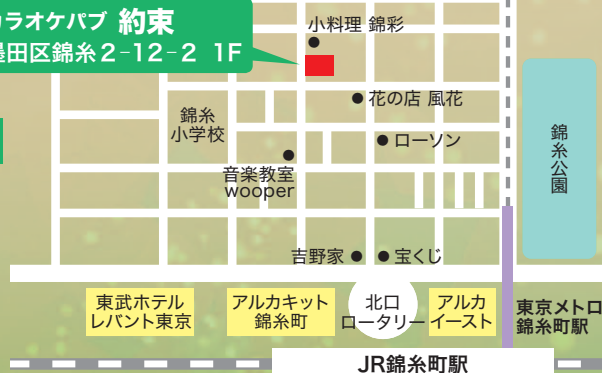 カラオケパブ 約束
墨田区錦糸2-12-2 1F
小料理 錦彩
花の店 風花
錦糸
小学校
ローソン
錦糸公園
音楽教室
wooper
吉野家
宝くじ
東武ホテル
レバント東京
アルカキット
錦糸町
北口
ロータリー
アルカ
イースト
東京メトロ
錦糸町駅
JR錦糸町駅